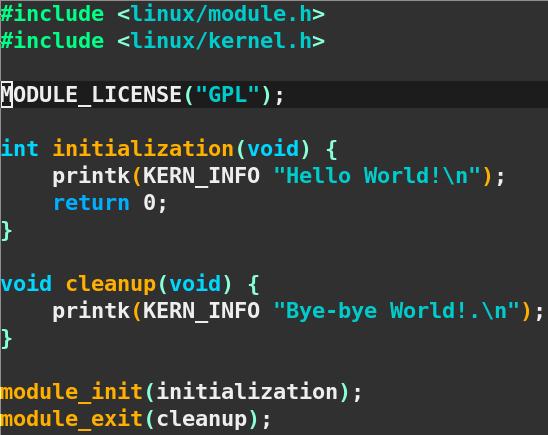 #include <linux/module.h>
#include <linux/kernel.h>

MODULE_LICENSE("GPL");

int initialization(void) {
    printk(KERN_INFO "Hello World!\n");
    return 0;
}

void cleanup(void) {
    printk(KERN_INFO "Bye-bye World!.\n");
}

module_init(initialization);
module_exit(cleanup);